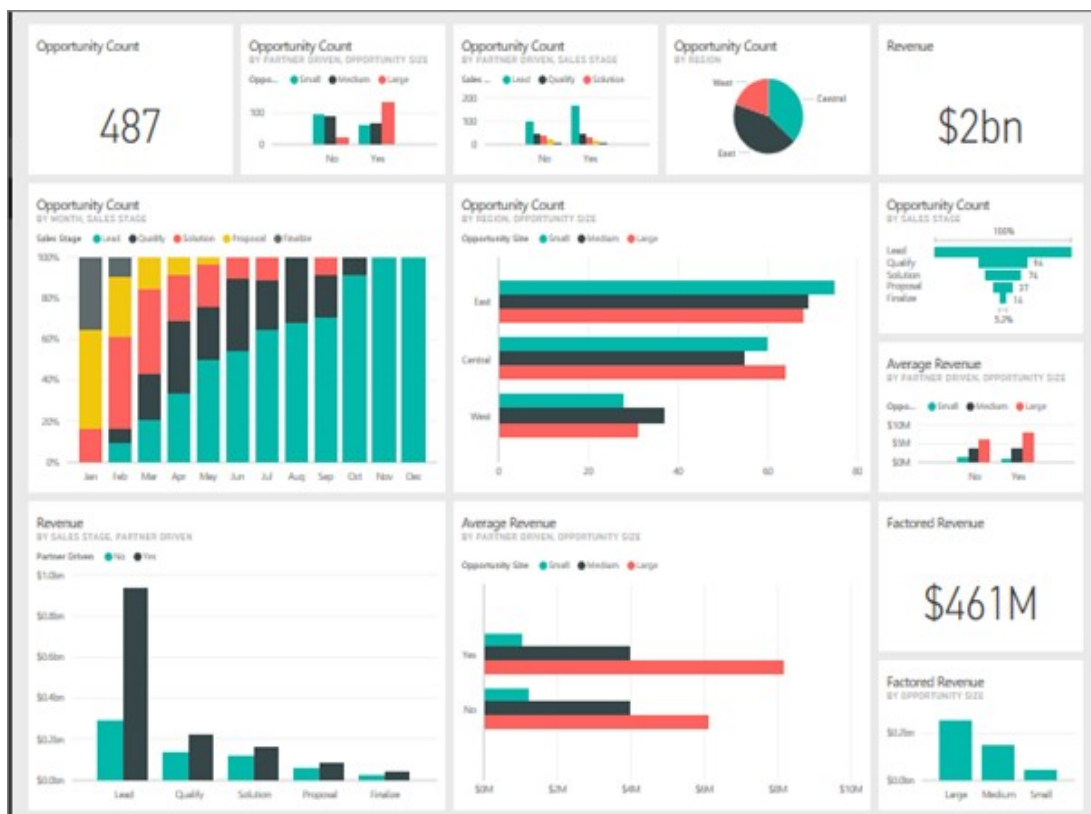 Opportunity Count
487
Opportunity Count
BY PARTNER DRIVEN, OPPORTUNITY SIZE
Oppo... Small Medium Large
100
0
No Yes
Opportunity Count
BY PARTNER DRIVEN, SALES STAGE
Sales ... Lead Qualify Solution
200
100
0
No Yes
Opportunity Count
BY REGION
West
Central
East
Revenue
$2bn
Opportunity Count
BY MONTH, SALES STAGE
Sales Stage Lead Qualify Solution Proposal Finalize
100%
80%
60%
40%
20%
0%
Jan Feb Mar Apr May Jun Jul Aug Sep Oct Nov Dec
Opportunity Count
BY REGION, OPPORTUNITY SIZE
Opportunity Size Small Medium Large
East
Central
West
0 20 40 60 80
Opportunity Count
BY SALES STAGE
100%
Lead
Qualify 94
Solution 74
Proposal 37
Finalize 14
5.2%
Average Revenue
BY PARTNER DRIVEN, OPPORTUNITY SIZE
Oppo... Small Medium Large
$10M
$5M
$0M
No Yes
Revenue
BY SALES STAGE, PARTNER DRIVEN
Partner Driven No Yes
$1.0bn
$0.8bn
$0.6bn
$0.4bn
$0.2bn
$0.0bn
Lead Qualify Solution Proposal Finalize
Average Revenue
BY PARTNER DRIVEN, OPPORTUNITY SIZE
Opportunity Size Small Medium Large
Yes
No
$0M $2M $4M $6M $8M $10M
Factored Revenue
$461M
Factored Revenue
BY OPPORTUNITY SIZE
$0.2bn
$0.0bn
Large Medium Small